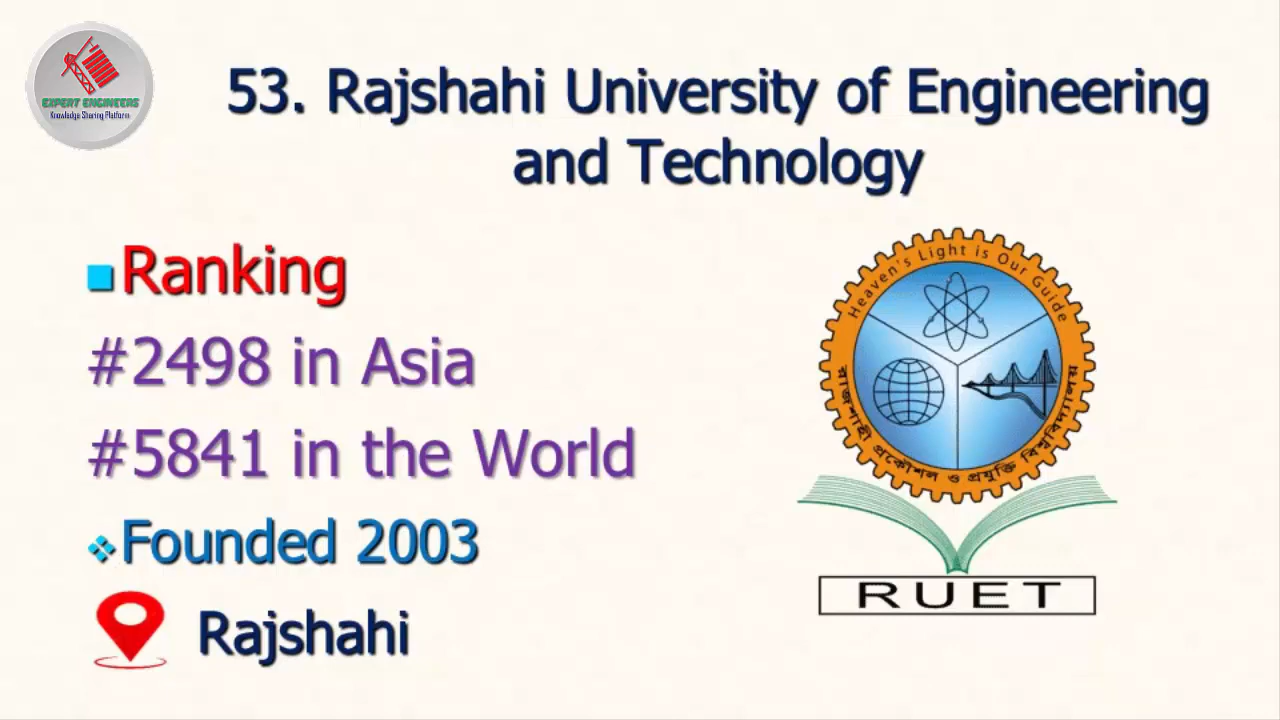 EXPERT ENGINEERS
Knowledge Sharing Platform
53. Rajshahi University of Engineering
and Technology
Ranking
#2498 in Asia
#5841 in the World
Founded 2003
Rajshahi
Heaven's Light is Our Guide
রাজশাহী প্রকৌশল ও প্রযুক্তি বিশ্ববিদ্যালয়
RUET